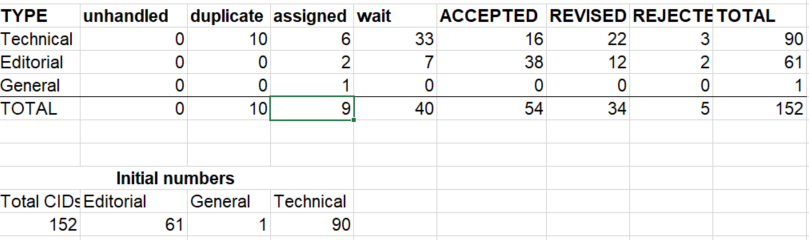 TYPE unhandled duplicate assigned wait ACCEPTED REVISED REJECTE TOTAL
Technical 0 10 6 33 16 22 3 90
Editorial 0 0 2 7 38 12 2 61
General 0 0 1 0 0 0 0 1
TOTAL 0 10 9 40 54 34 5 152
Initial numbers
Total CIDs Editorial General Technical
152 61 1 90